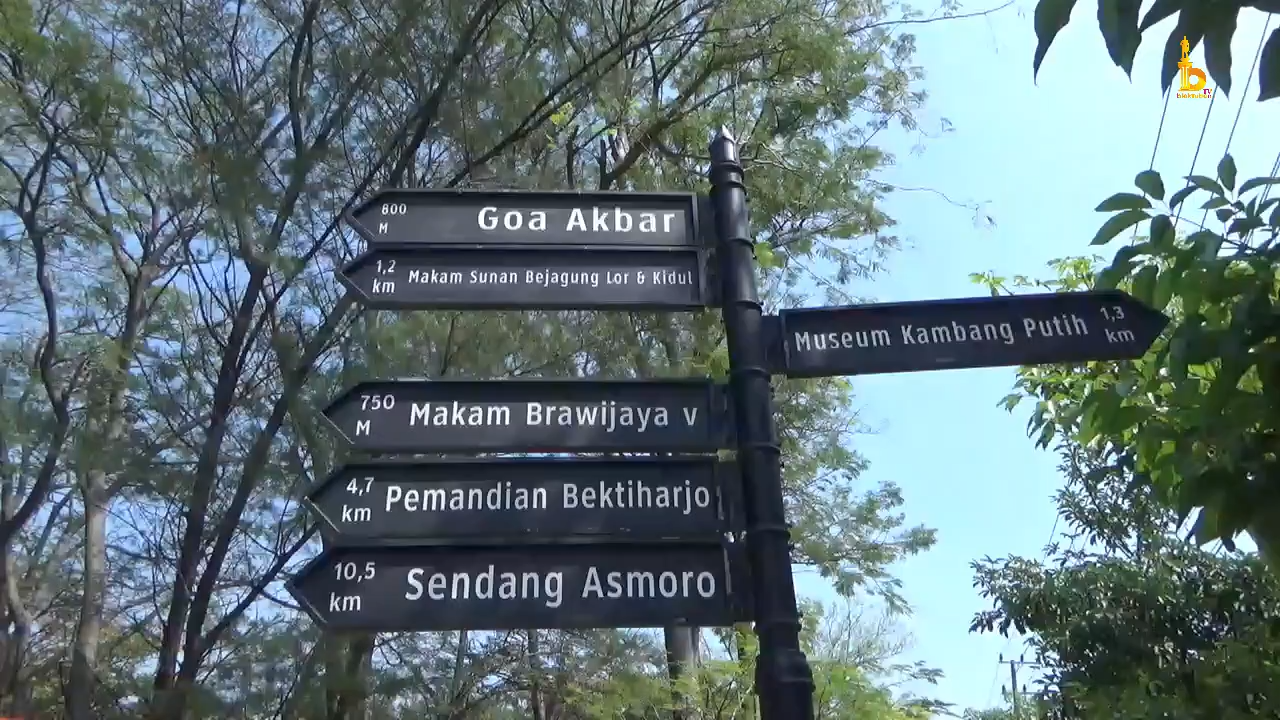 800 M Goa Akbar
1,2 km Makam Sunan Bejagung Lor & Kidul
Museum Kambang Putih 1,3 km
750 M Makam Brawijaya V
4,7 km Pemandian Bektiharjo
10,5 km Sendang Asmoro